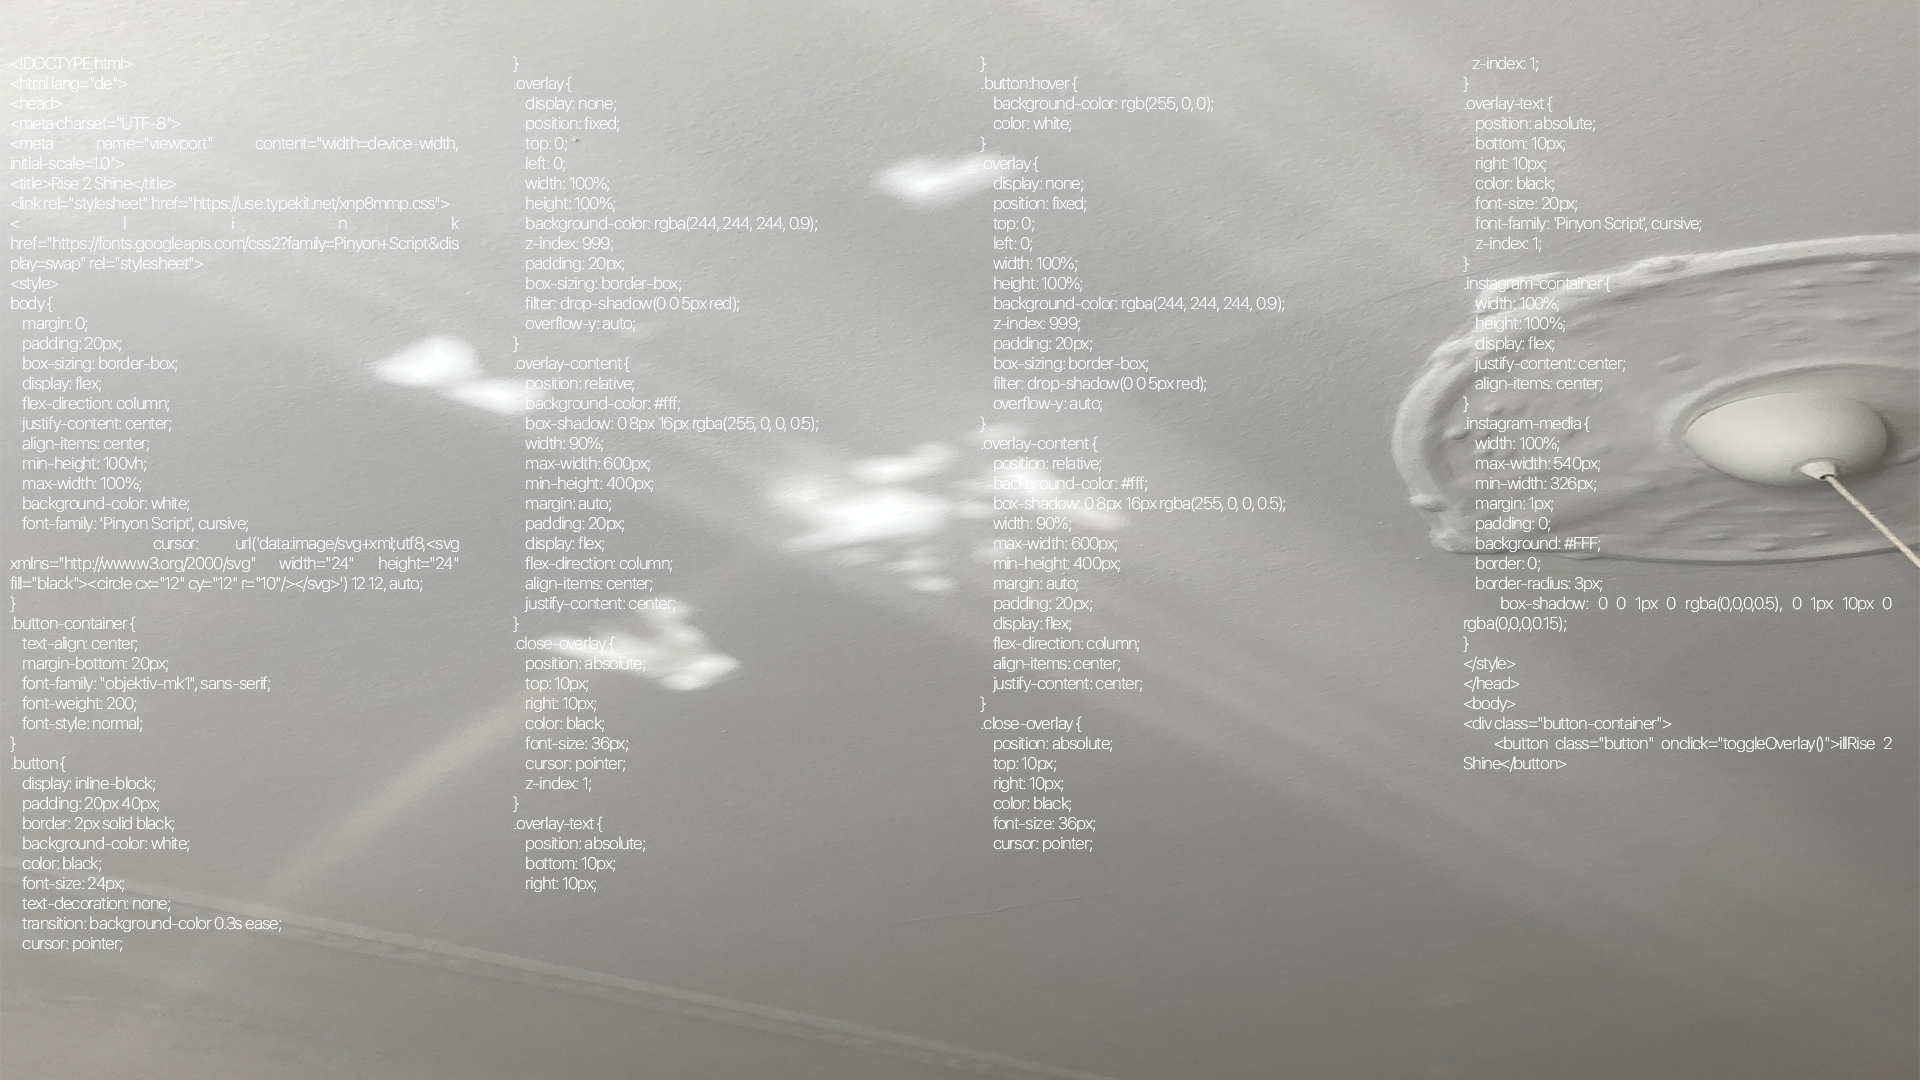 <!DOCTYPE html>
<html lang="de">
<head>
<meta charset="UTF-8">
<meta name="viewport" content="width=device-width,
initial-scale=1.0">
<title>Rise 2 Shine</title>
<link rel="stylesheet" href="https://use.typekit.net/xnp8mmp.css">
< l i n k
href="https://fonts.googleapis.com/css2?family=Pinyon+Script&dis
play=swap" rel="stylesheet">
<style>
body {
margin: 0;
padding: 20px;
box-sizing: border-box;
display: flex;
flex-direction: column;
justify-content: center;
align-items: center;
min-height: 100vh;
max-width: 100%;
background-color: white;
font-family: 'Pinyon Script', cursive;
cursor: url('data:image/svg+xml;utf8,<svg
xmlns="http://www.w3.org/2000/svg" width="24" height="24"
fill="black"><circle cx="12" cy="12" r="10"/></svg>') 12 12, auto;
}
.button-container {
text-align: center;
margin-bottom: 20px;
font-family: "objektiv-mk1", sans-serif;
font-weight: 200;
font-style: normal;
}
.button {
display: inline-block;
padding: 20px 40px;
border: 2px solid black;
background-color: white;
color: black;
font-size: 24px;
text-decoration: none;
transition: background-color 0.3s ease;
cursor: pointer;
}
.overlay {
display: none;
position: fixed;
top: 0;
left: 0;
width: 100%;
height: 100%;
background-color: rgba(244, 244, 244, 0.9);
z-index: 999;
padding: 20px;
box-sizing: border-box;
filter: drop-shadow(0 0 5px red);
overflow-y: auto;
}
.overlay-content {
position: relative;
background-color: #fff;
box-shadow: 0 8px 16px rgba(255, 0, 0, 0.5);
width: 90%;
max-width: 600px;
min-height: 400px;
margin: auto;
padding: 20px;
display: flex;
flex-direction: column;
align-items: center;
justify-content: center;
}
.close-overlay {
position: absolute;
top: 10px;
right: 10px;
color: black;
font-size: 36px;
cursor: pointer;
z-index: 1;
}
.overlay-text {
position: absolute;
bottom: 10px;
right: 10px;
}
.button:hover {
background-color: rgb(255, 0, 0);
color: white;
}
.overlay {
display: none;
position: fixed;
top: 0;
left: 0;
width: 100%;
height: 100%;
background-color: rgba(244, 244, 244, 0.9);
z-index: 999;
padding: 20px;
box-sizing: border-box;
filter: drop-shadow(0 0 5px red);
overflow-y: auto;
}
.overlay-content {
position: relative;
background-color: #fff;
box-shadow: 0 8px 16px rgba(255, 0, 0, 0.5);
width: 90%;
max-width: 600px;
min-height: 400px;
margin: auto;
padding: 20px;
display: flex;
flex-direction: column;
align-items: center;
justify-content: center;
}
.close-overlay {
position: absolute;
top: 10px;
right: 10px;
color: black;
font-size: 36px;
cursor: pointer;
z-index: 1;
}
.overlay-text {
position: absolute;
bottom: 10px;
right: 10px;
color: black;
font-size: 20px;
font-family: 'Pinyon Script', cursive;
z-index: 1;
}
.instagram-container {
width: 100%;
height: 100%;
display: flex;
justify-content: center;
align-items: center;
}
.instagram-media {
width: 100%;
max-width: 540px;
min-width: 326px;
margin: 1px;
padding: 0;
background: #FFF;
border: 0;
border-radius: 3px;
box-shadow: 0 0 1px 0 rgba(0,0,0,0.5), 0 1px 10px 0
rgba(0,0,0,0.15);
}
</style>
</head>
<body>
<div class="button-container">
<button class="button" onclick="toggleOverlay()">illRise 2
Shine</button>